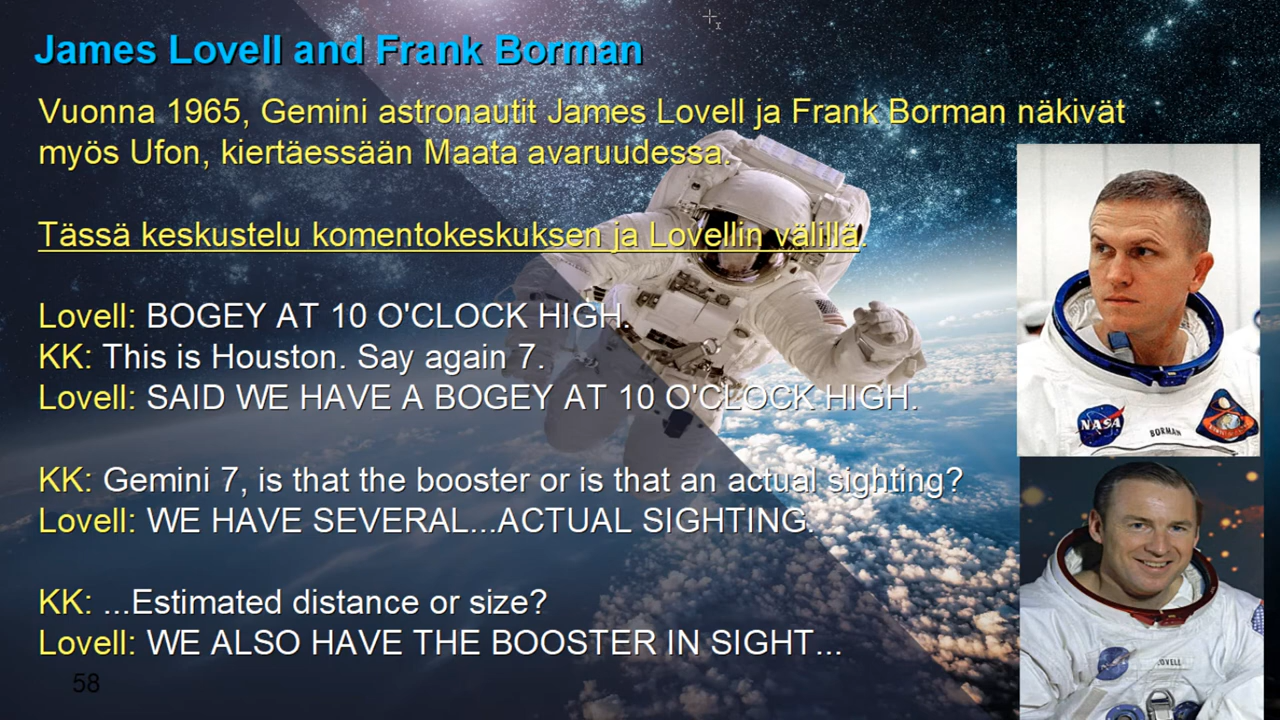 James Lovell and Frank Borman
Vuonna 1965, Gemini astronautit James Lovell ja Frank Borman näkivät
myös Ufon, kiertäessään Maata avaruudessa.
Tässä keskustelu komentokeskuksen ja Lovellin välillä:
Lovell: BOGEY AT 10 O'CLOCK HIGH.
KK: This is Houston. Say again 7.
Lovell: SAID WE HAVE A BOGEY AT 10 O'CLOCK HIGH.
KK: Gemini 7, is that the booster or is that an actual sighting?
Lovell: WE HAVE SEVERAL...ACTUAL SIGHTING.
KK: ...Estimated distance or size?
Lovell: WE ALSO HAVE THE BOOSTER IN SIGHT...
58
NASA
BORMAN
LOVELL